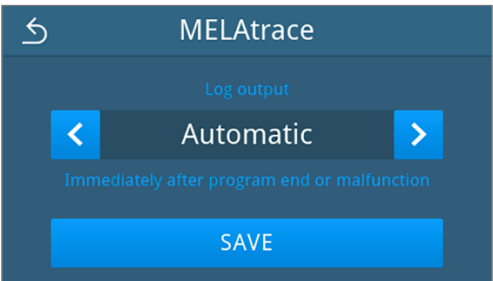 MELAtrace
Log output
Automatic
Immediately after program end or malfunction
SAVE